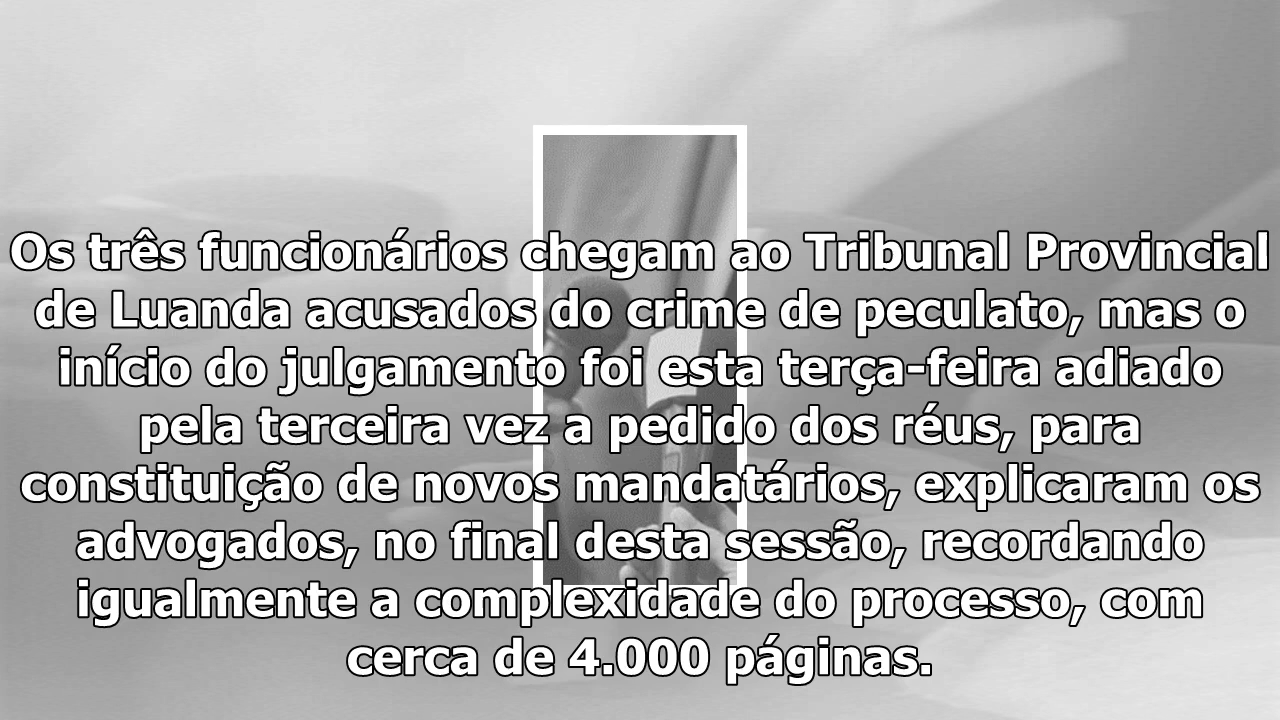 Os três funcionários chegam ao Tribunal Provincial
de Luanda acusados do crime de peculato, mas o
início do julgamento foi esta terça-feira adiado
pela terceira vez a pedido dos réus, para
constituição de novos mandatários, explicaram os
advogados, no final desta sessão, recordando
igualmente a complexidade do processo, com
cerca de 4.000 páginas.